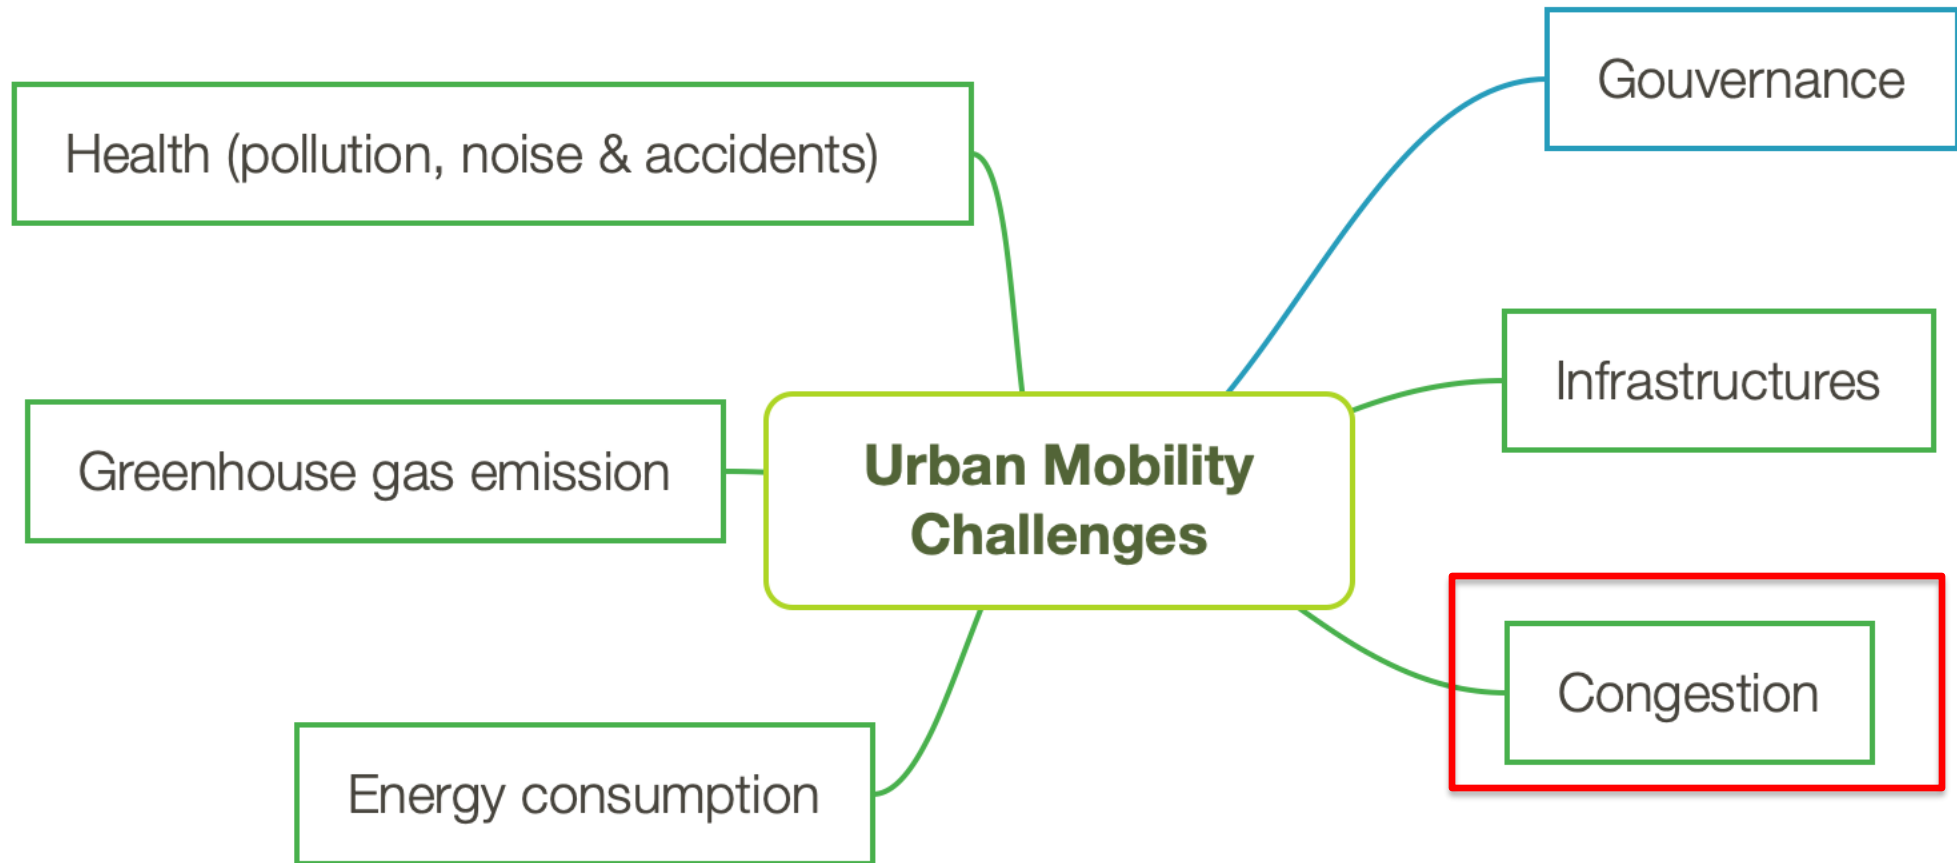 Gouvernance
Health (pollution, noise & accidents)
Infrastructures
Greenhouse gas emission
Urban Mobility
Challenges
Congestion
Energy consumption